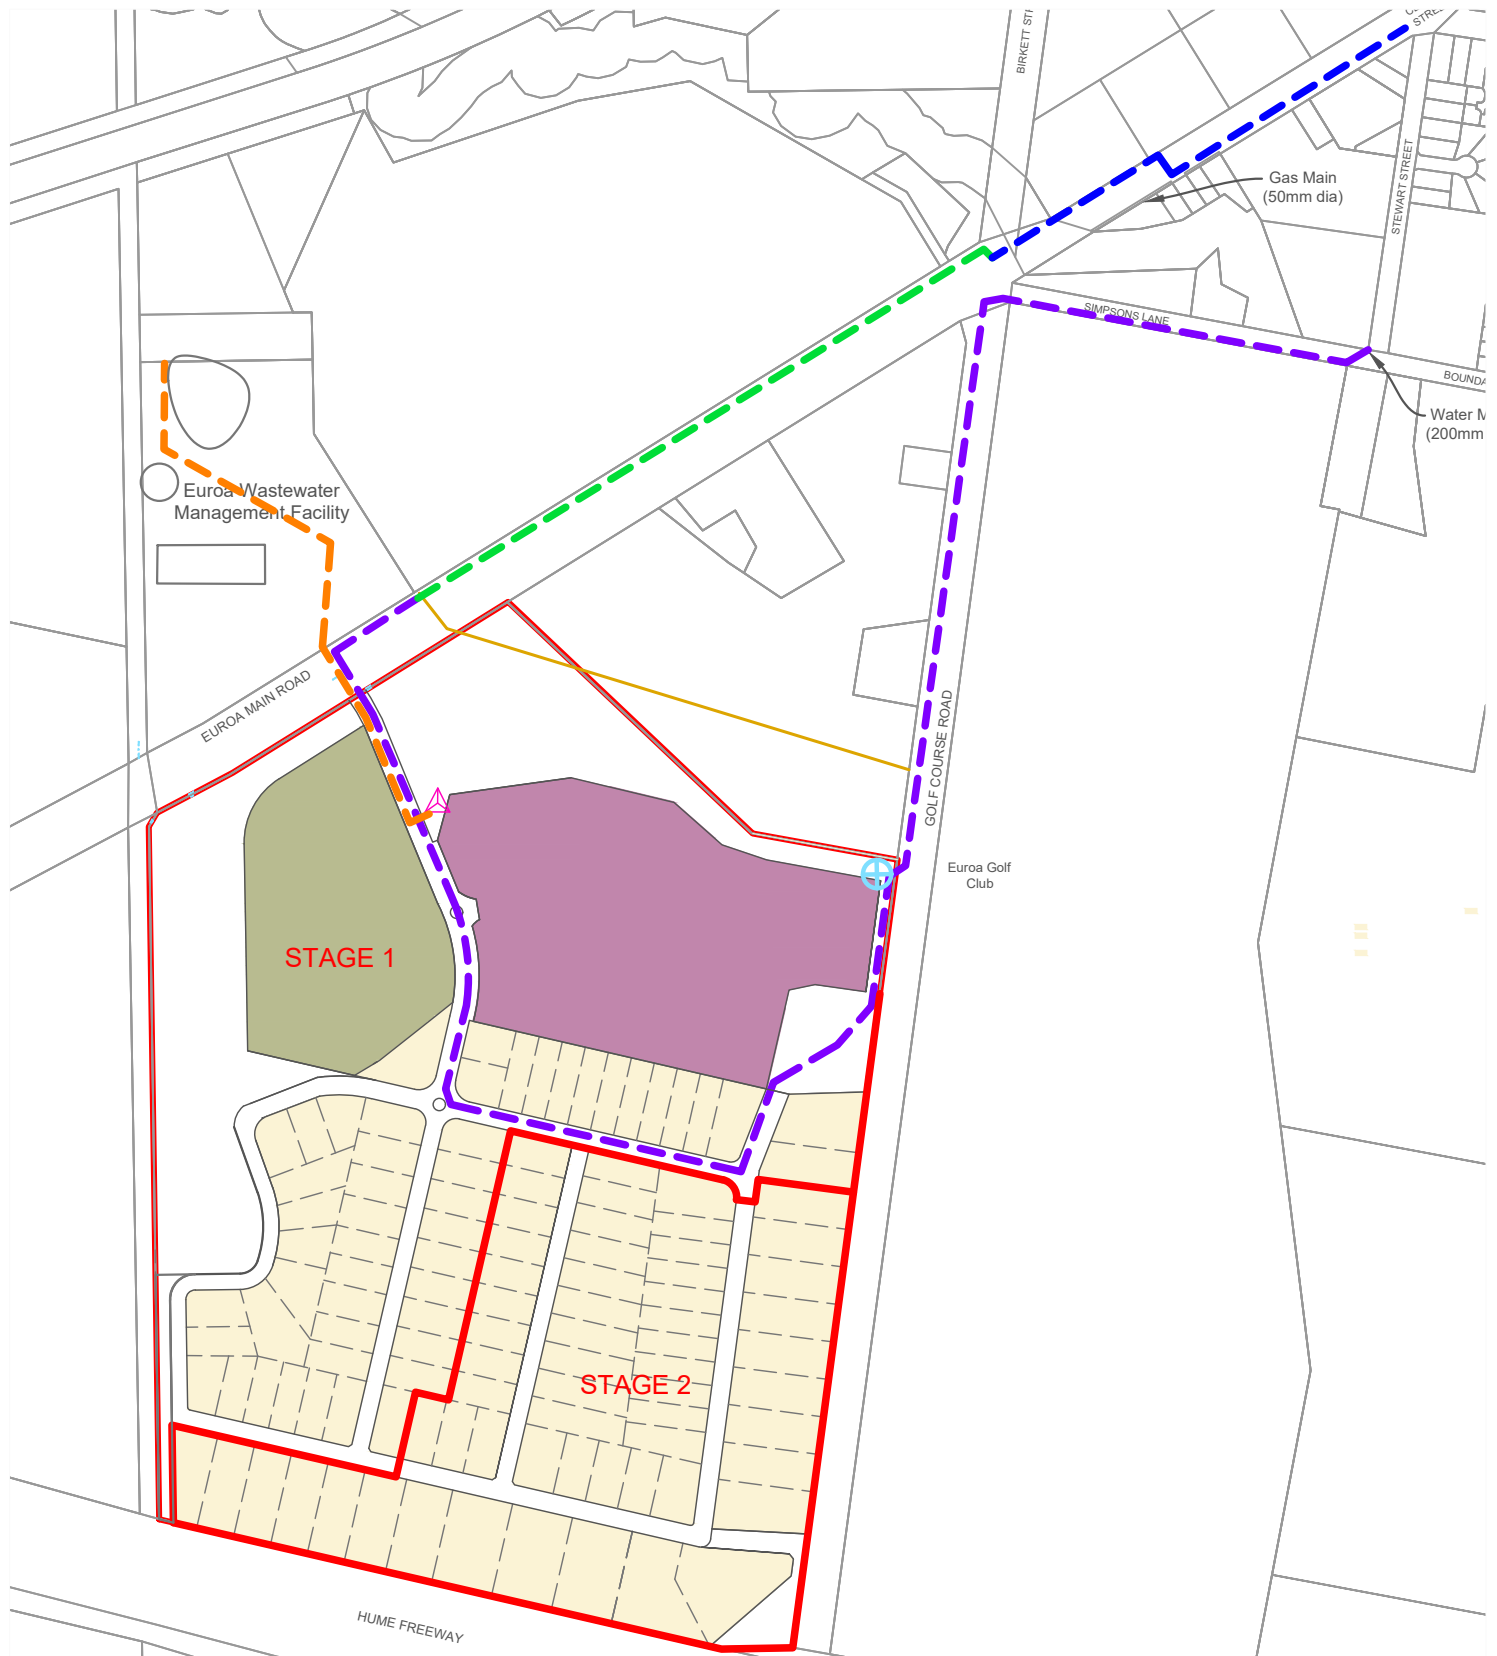 BIRKETT
Gas Main
(50mm dia)
STEWART STREET
SIMPSONS LANE
Water
(200mm
Euroa Wastewater
Management Facility
EUROA MAIN ROAD
GOLF COURSE ROAD
Euroa Golf
Club
STAGE 1
STAGE 2
HUME FREEWAY